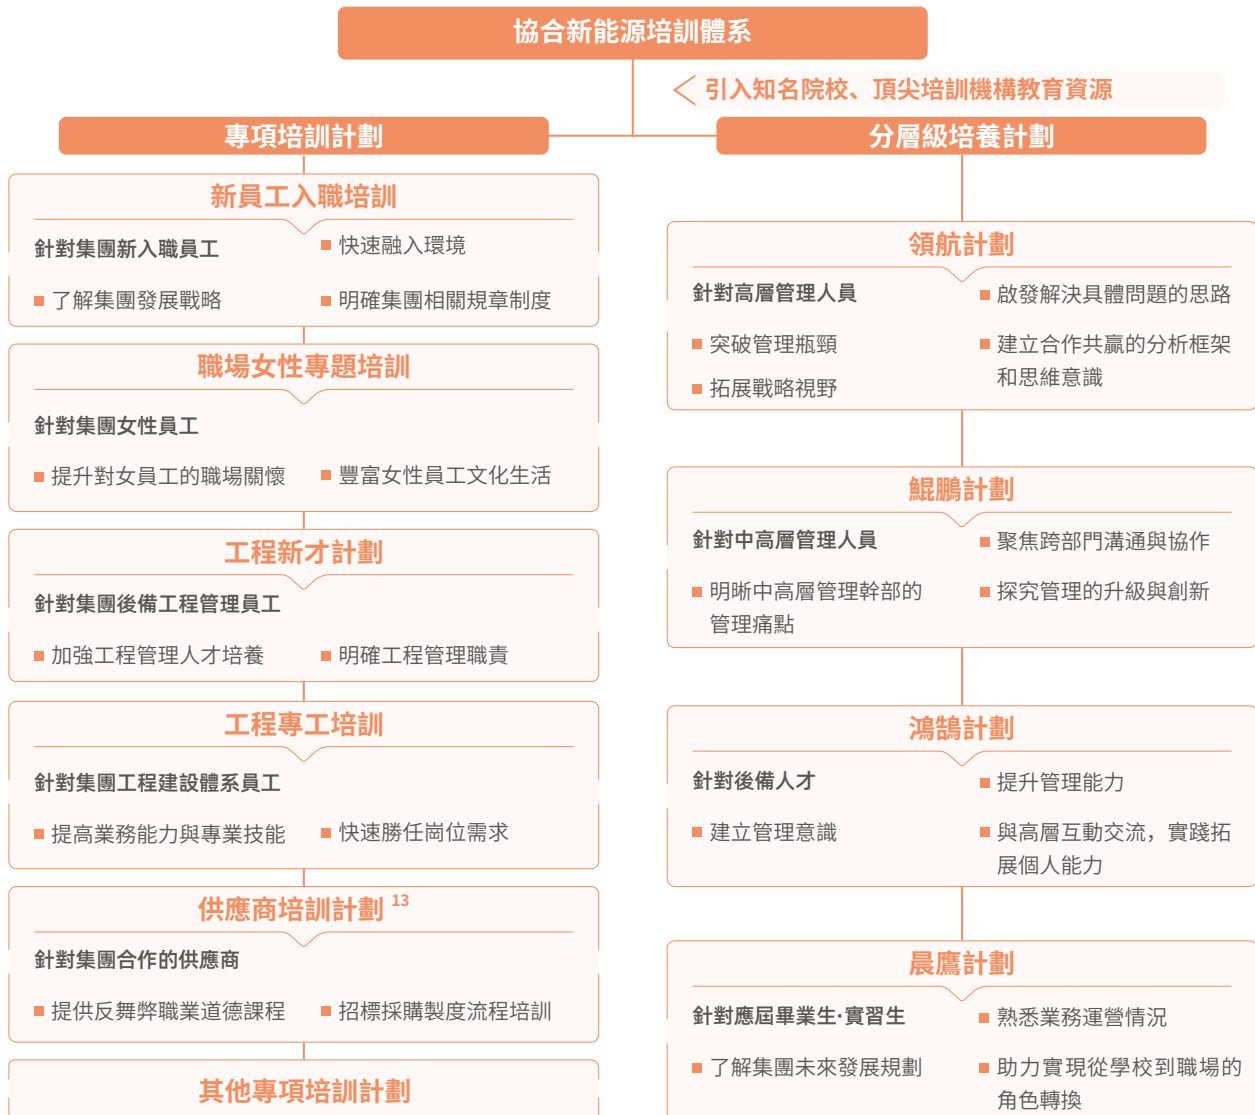 協合新能源培訓體系
引入知名院校、頂尖培訓機構教育資源
專項培訓計劃
新員工入職培訓
針對集團新入職員工
快速融入環境
了解集團發展戰略
明確集團相關規章制度
職場女性專題培訓
針對集團女性員工
提升對女員工的職場關懷
豐富女性員工文化生活
工程新才計劃
針對集團後備工程管理員工
加強工程管理人才培養
明確工程管理職責
工程專工培訓
針對集團工程建設體系員工
提高業務能力與專業技能
快速勝任崗位需求
供應商培訓計劃 13
針對集團合作的供應商
提供反舞弊職業道德課程
招標採購製度流程培訓
其他專項培訓計劃
分層級培養計劃
領航計劃
針對高層管理人員
突破管理瓶頸
拓展戰略視野
啟發解決具體問題的思路
建立合作共贏的分析框架
和思維意識
鯤鵬計劃
針對中高層管理人員
明晰中高層管理幹部的
管理痛點
聚焦跨部門溝通與協作
探究管理的升級與創新
鴻鵠計劃
針對後備人才
建立管理意識
提升管理能力
與高層互動交流，實踐拓
展個人能力
晨鷹計劃
針對應屆畢業生·實習生
了解集團未來發展規劃
熟悉業務運營情況
助力實現從學校到職場的
角色轉換